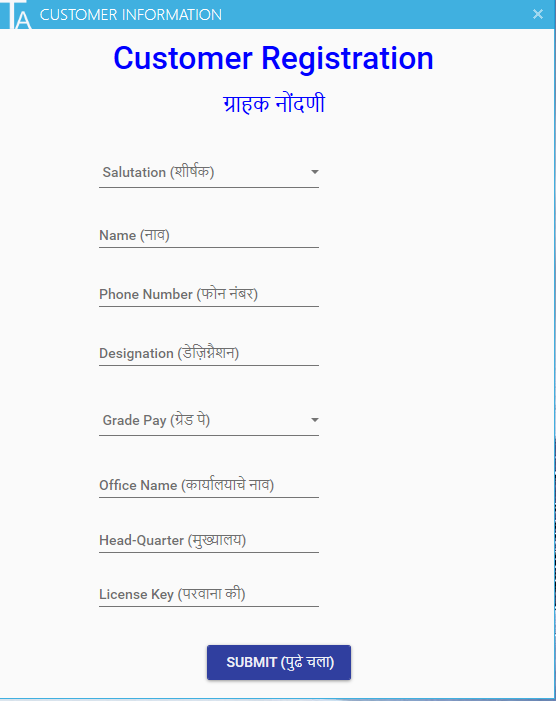 TA CUSTOMER INFORMATION
Customer Registration
ग्राहक नोंदणी
Salutation (शीर्षक)
Name (नाव)
Phone Number (फोन नंबर)
Designation (डेज़िग्नैशन)
Grade Pay (ग्रेड पे)
Office Name (कार्यालयाचे नाव)
Head-Quarter (मुख्यालय)
License Key (परवाना की)
SUBMIT (पुढे चला)